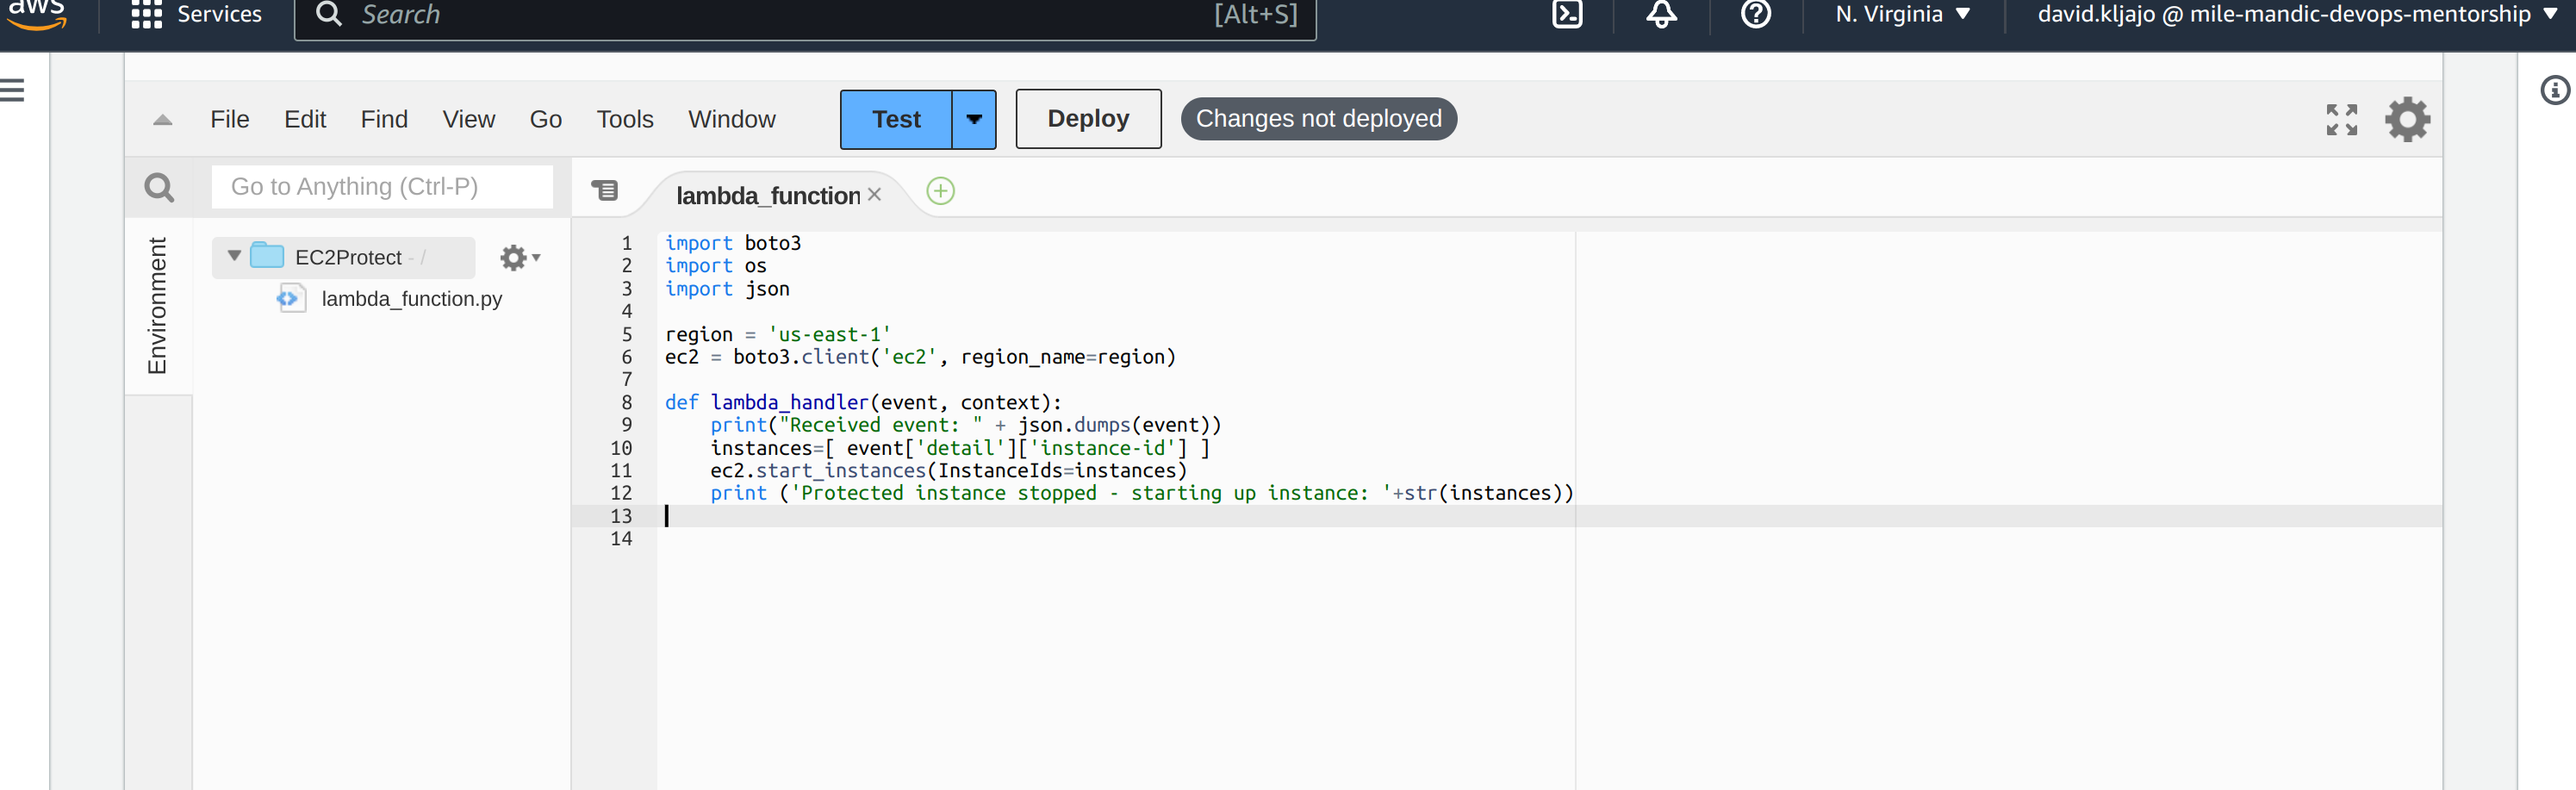 aws Services Search [Alt+S] N. Virginia david.kljajo @ mile-mandic-devops-mentorship
File Edit Find View Go Tools Window Test Deploy Changes not deployed
Go to Anything (Ctrl-P)
lambda_function
Environment
EC2Protect - /
lambda_function.py
1 import boto3
2 import os
3 import json
4
5 region = 'us-east-1'
6 ec2 = boto3.client('ec2', region_name=region)
7
8 def lambda_handler(event, context):
9     print("Received event: " + json.dumps(event))
10     instances=[ event['detail']['instance-id'] ]
11     ec2.start_instances(InstanceIds=instances)
12     print ('Protected instance stopped - starting up instance: '+str(instances))
13
14